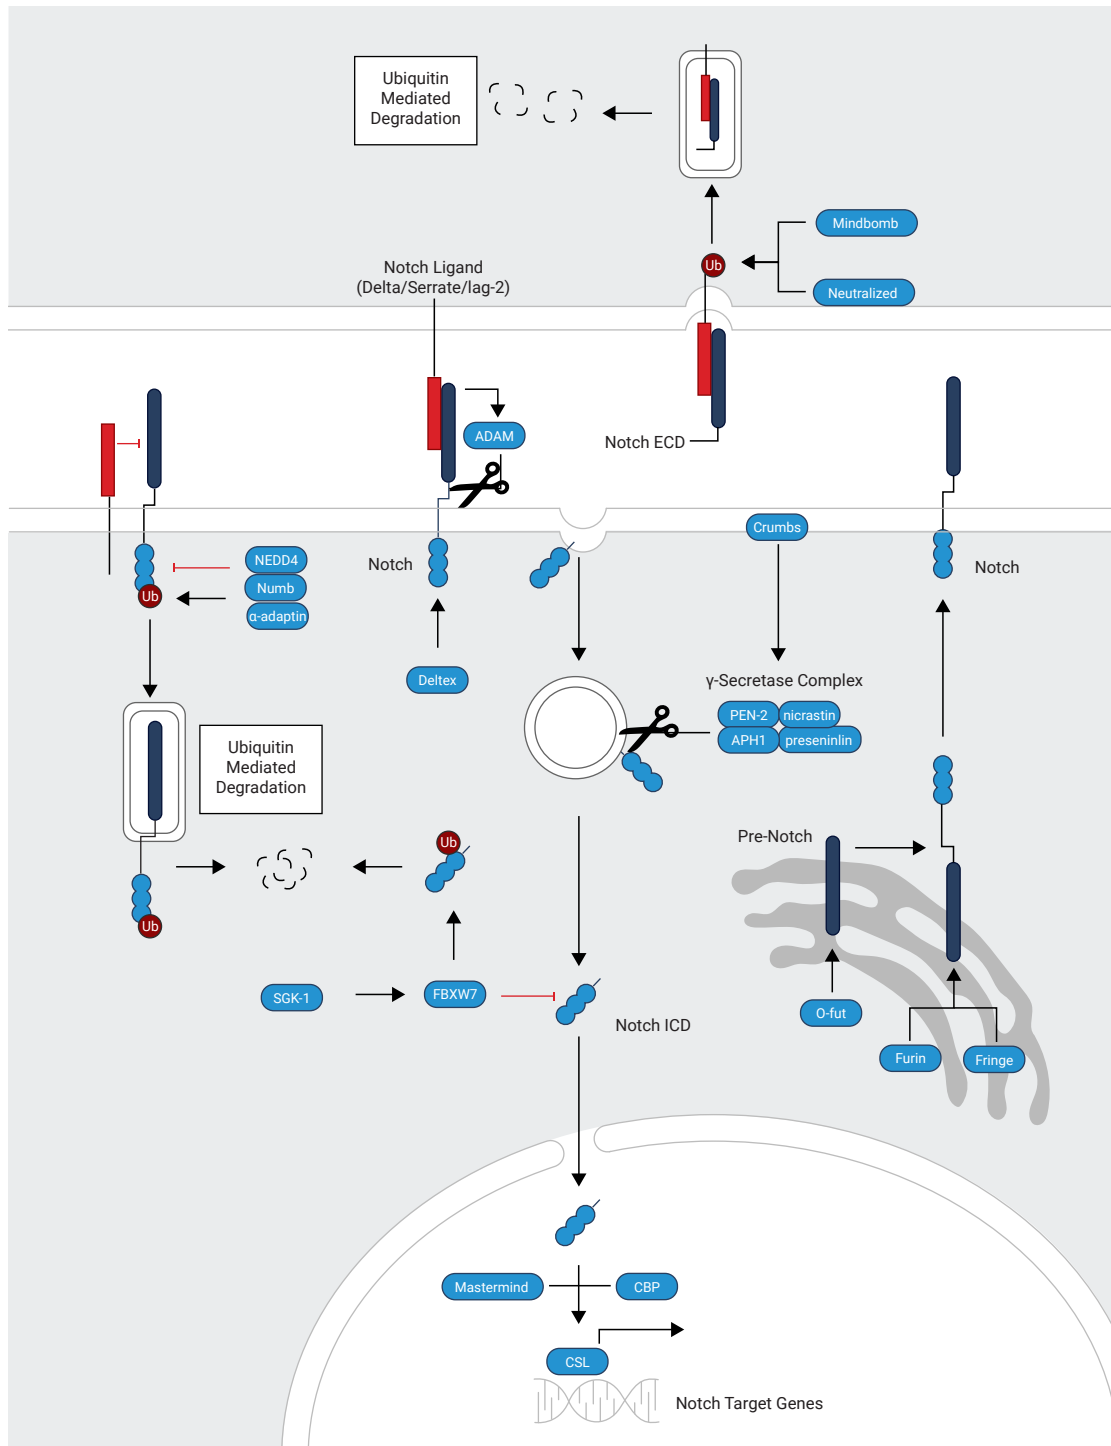 Ubiquitin
Mediated
Degradation
Mindbomb
Ub
Neutralized
Notch Ligand
(Delta/Serrate/lag-2)
ADAM
Notch ECD
Crumbs
NEDD4
Numb
α-adaptin
Ub
Notch
Notch
Deltex
γ-Secretase Complex
PEN-2
nicrastin
APH1
preseninlin
Ubiquitin
Mediated
Degradation
Ub
Pre-Notch
Ub
SGK-1
FBXW7
Notch ICD
O-fut
Furin
Fringe
Mastermind
CBP
CSL
Notch Target Genes